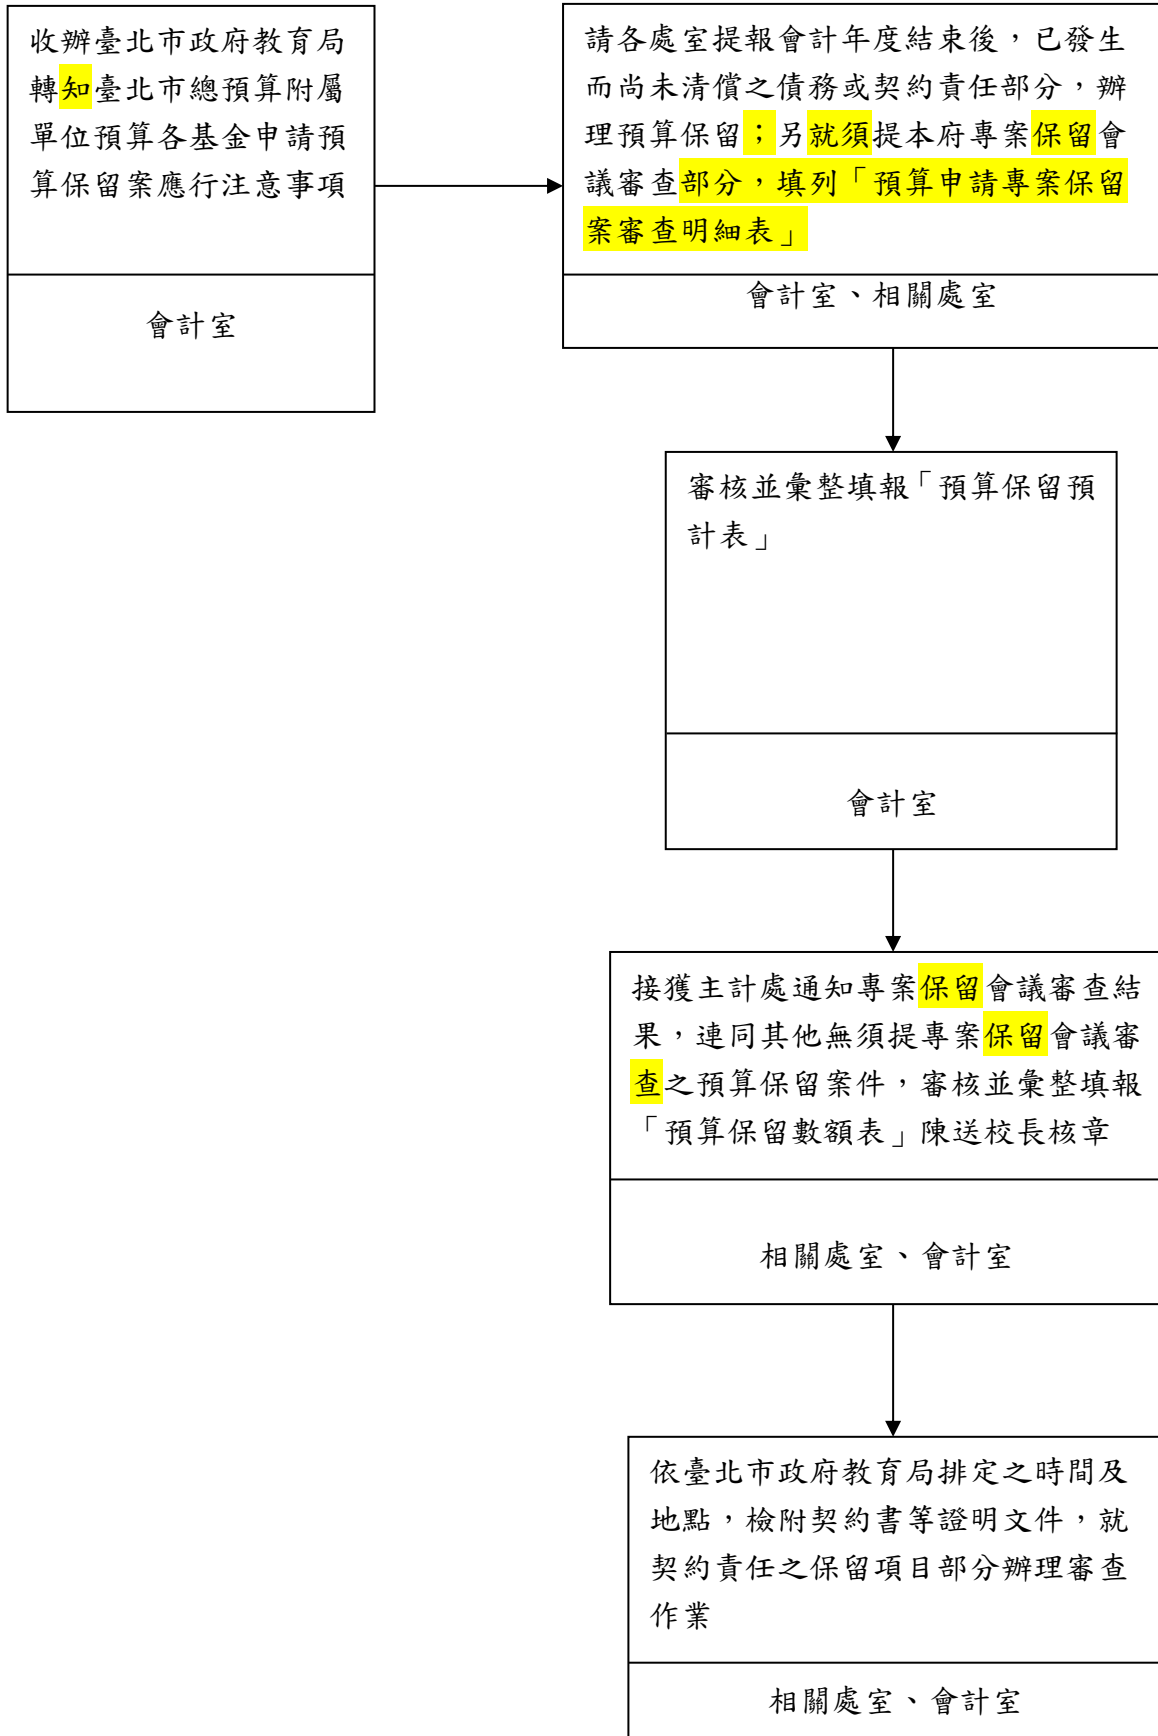 收辦臺北市政府教育局
轉知臺北市總預算附屬
單位預算各基金申請預
算保留案應行注意事項
會計室
請各處室提報會計年度結束後，已發生
而尚未清償之債務或契約責任部分，辦
理預算保留；另就須提本府專案保留會
議審查部分，填列「預算申請專案保留
案審查明細表」
會計室、相關處室
審核並彙整填報「預算保留預
計表」
會計室
接獲主計處通知專案保留會議審查結
果，連同其他無須提專案保留會議審
查之預算保留案件，審核並彙整填報
「預算保留數額表」陳送校長核章
相關處室、會計室
依臺北市政府教育局排定之時間及
地點，檢附契約書等證明文件，就
契約責任之保留項目部分辦理審查
作業
相關處室、會計室